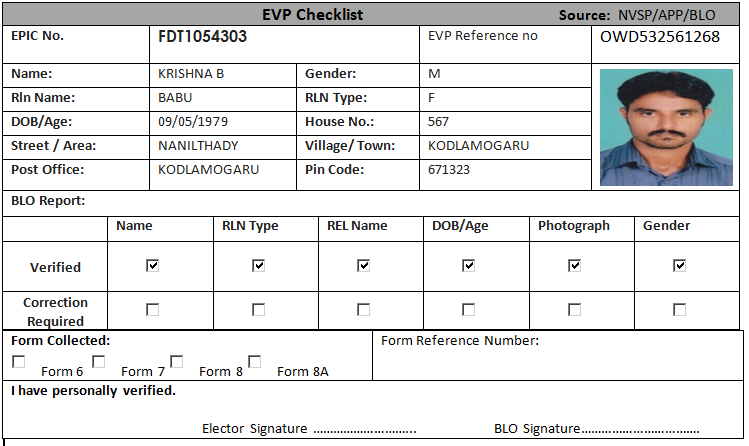 EVP Checklist Source: NVSP/APP/BLO
EPIC No. FDT1054303 EVP Reference no OWD532561268
Name: KRISHNA B Gender: M
Rln Name: BABU RLN Type: F
DOB/Age: 09/05/1979 House No.: 567
Street / Area: NANILTHADY Village/ Town: KODLAMOGARU
Post Office: KODLAMOGARU Pin Code: 671323
BLO Report:
Name RLN Type REL Name DOB/Age Photograph Gender
Verified
Correction
Required
Form Collected: Form Reference Number:
Form 6 Form 7 Form 8 Form 8A
I have personally verified.
Elector Signature ………………………….. BLO Signature………………………………